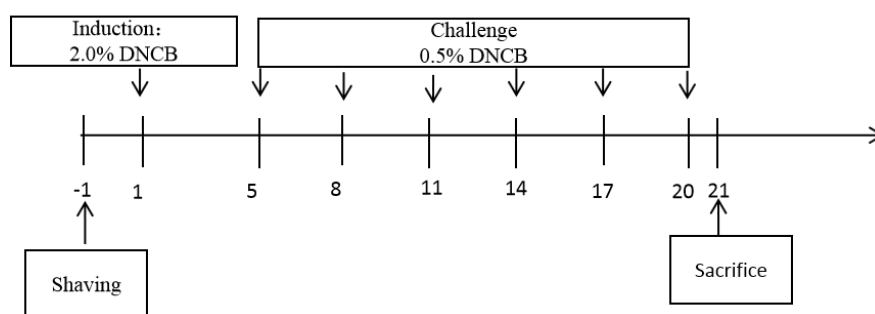 Induction：
2.0% DNCB
Challenge
0.5% DNCB
-1 1 5 8 11 14 17 20 21
Shaving
Sacrifice